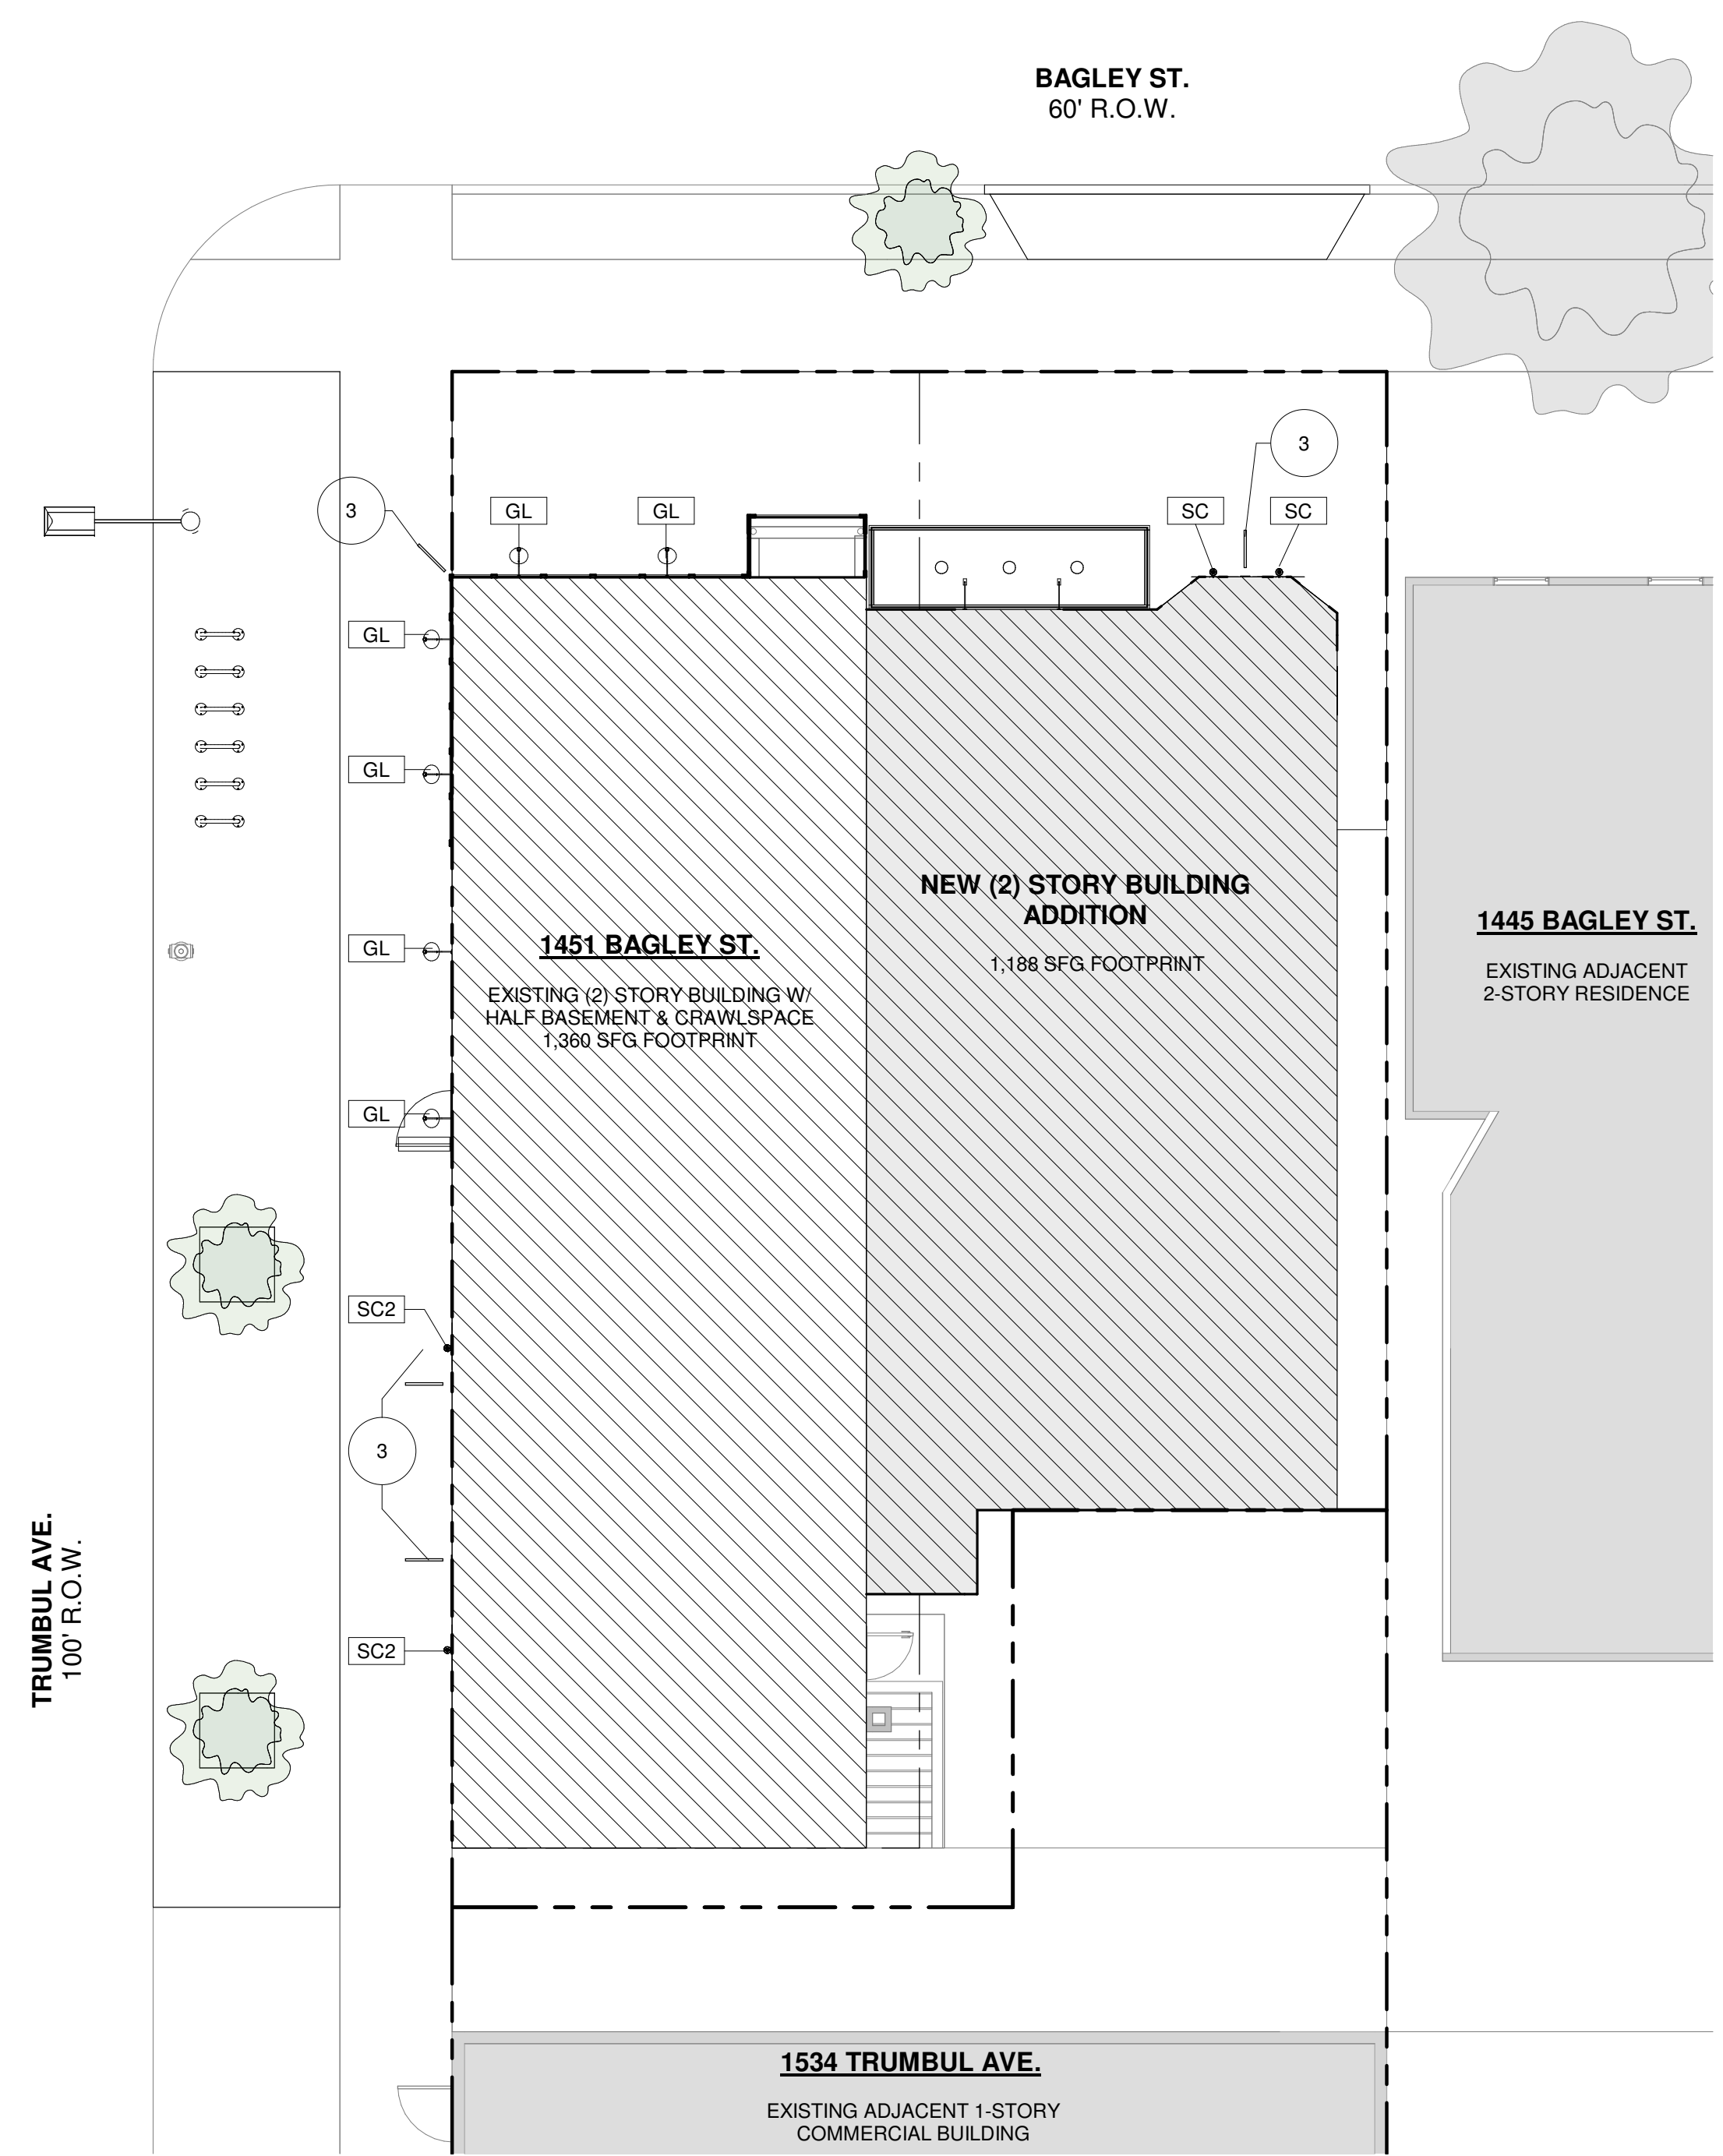 BAGLEY ST.
60' R.O.W.
3
3
GL
GL
SC
SC
GL
GL
GL
GL
NEW (2) STORY BUILDING
ADDITION
1,188 SFG FOOTPRINT
1451 BAGLEY ST.
EXISTING (2) STORY BUILDING W/
HALF BASEMENT & CRAWLSPACE
1,360 SFG FOOTPRINT
1445 BAGLEY ST.
EXISTING ADJACENT
2-STORY RESIDENCE
SC2
3
SC2
TRUMBUL AVE.
100' R.O.W.
1534 TRUMBUL AVE.
EXISTING ADJACENT 1-STORY
COMMERCIAL BUILDING